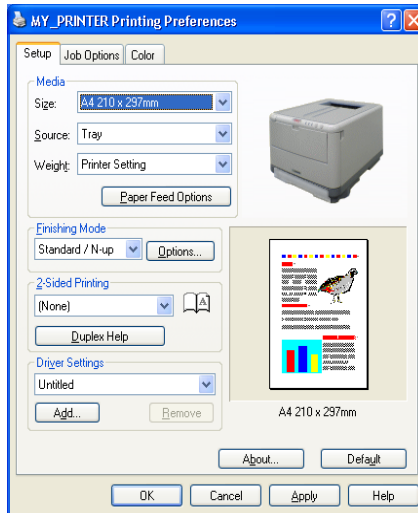 MY_PRINTER Printing Preferences
Setup Job Options Color
Media
Size: A4 210 x 297mm
Source: Tray
Weight: Printer Setting
Paper Feed Options
Finishing Mode
Standard / N-up Options...
2-Sided Printing
(None) A
Duplex Help
Driver Settings
Untitled
Add... Remove
A4 210 x 297mm
About... Default
OK Cancel Apply Help